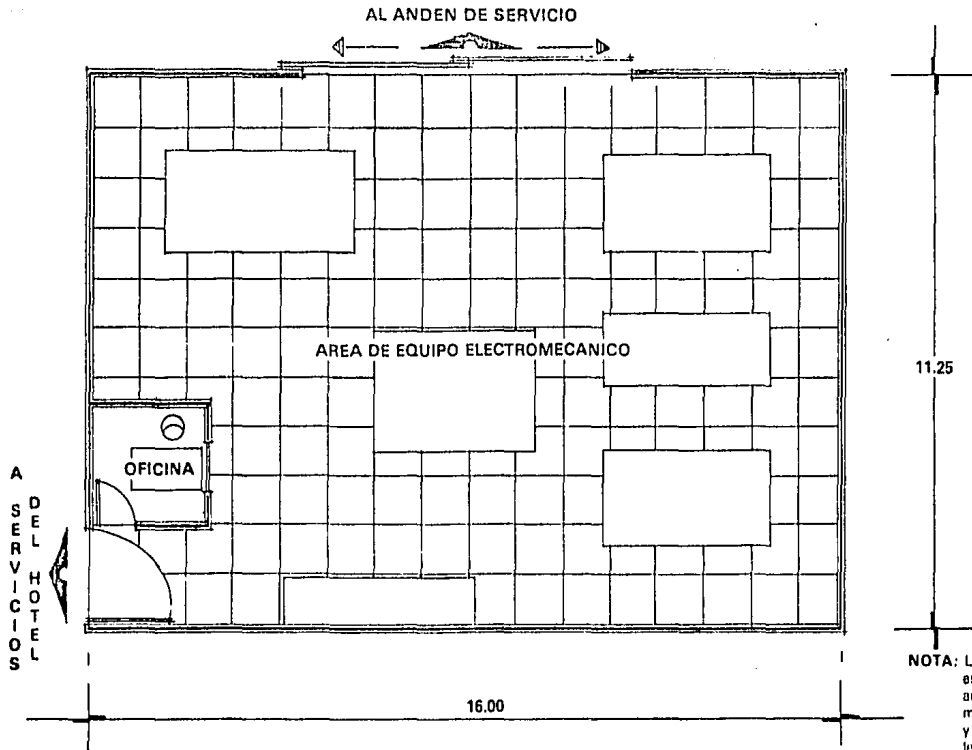 AL ANDEN DE SERVICIO
AREA DE EQUIPO ELECTROMECANICO
11.25
OFICINA
A SERVICIOS
DEL HOTEL
NOTA:
16.00